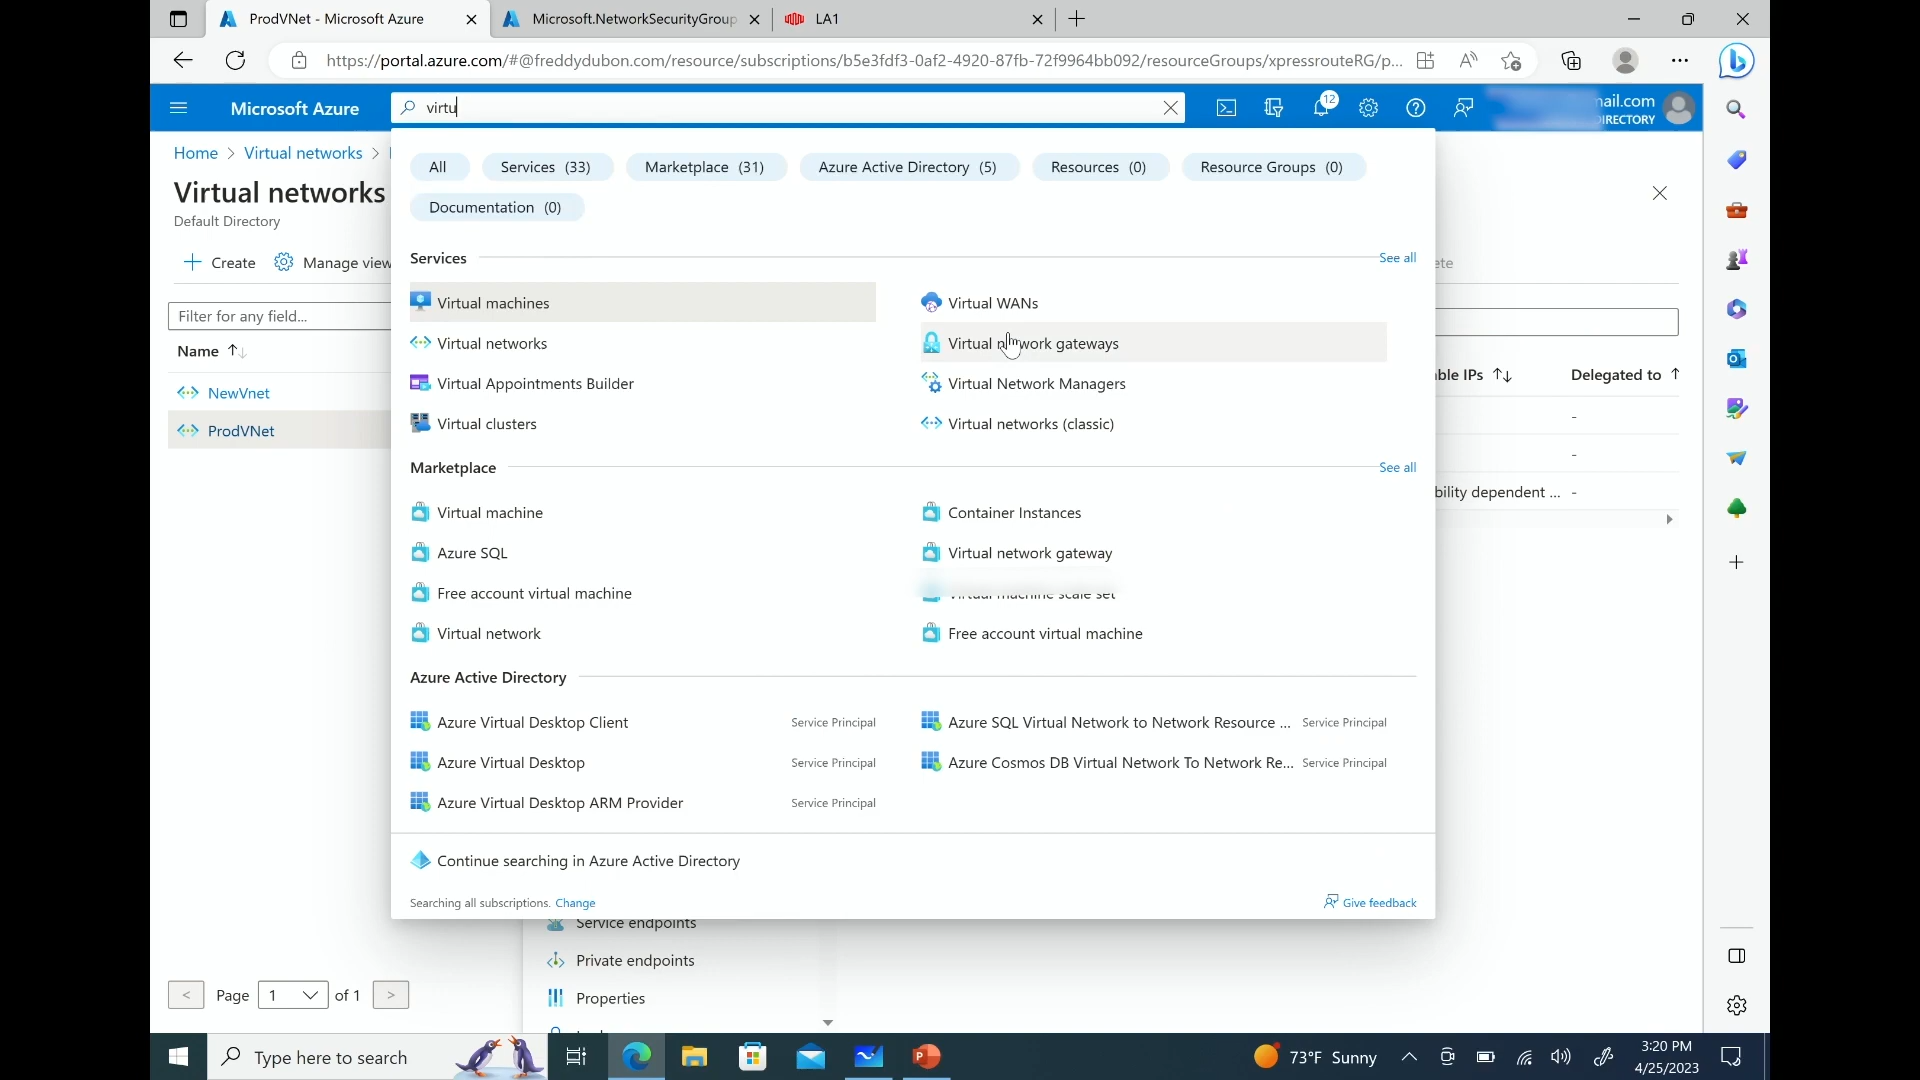 ProdVNet - Microsoft Azure
Microsoft.NetworkSecurityGroup
LA1
https://portal.azure.com/#@freddydubon.com/resource/subscriptions/b5e3fdf3-0af2-4920-87fb-72f9964bb092/resourceGroups/xpressrouteRG/p...
Microsoft Azure
virtu
12
nail.com
DIRECTORY
Home > Virtual networks >
Virtual networks
Default Directory
Create
Manage view
Filter for any field...
Name
NewVnet
ProdVNet
All
Services (33)
Marketplace (31)
Azure Active Directory (5)
Resources (0)
Resource Groups (0)
Documentation (0)
Services
See all
Virtual machines
Virtual WANs
Virtual networks
Virtual network gateways
Virtual Appointments Builder
Virtual Network Managers
Virtual clusters
Virtual networks (classic)
Marketplace
See all
Virtual machine
Container Instances
Azure SQL
Virtual network gateway
Free account virtual machine
Virtual machine scale set
Virtual network
Free account virtual machine
Azure Active Directory
Azure Virtual Desktop Client Service Principal
Azure SQL Virtual Network to Network Resource ... Service Principal
Azure Virtual Desktop Service Principal
Azure Cosmos DB Virtual Network To Network Re... Service Principal
Azure Virtual Desktop ARM Provider Service Principal
Continue searching in Azure Active Directory
Searching all subscriptions. Change
Give feedback
ete
ble IPs
Delegated to
-
-
bility dependent ... -
Service endpoints
Private endpoints
Properties
< Page 1 of 1 >
Type here to search
73°F Sunny
3:20 PM
4/25/2023